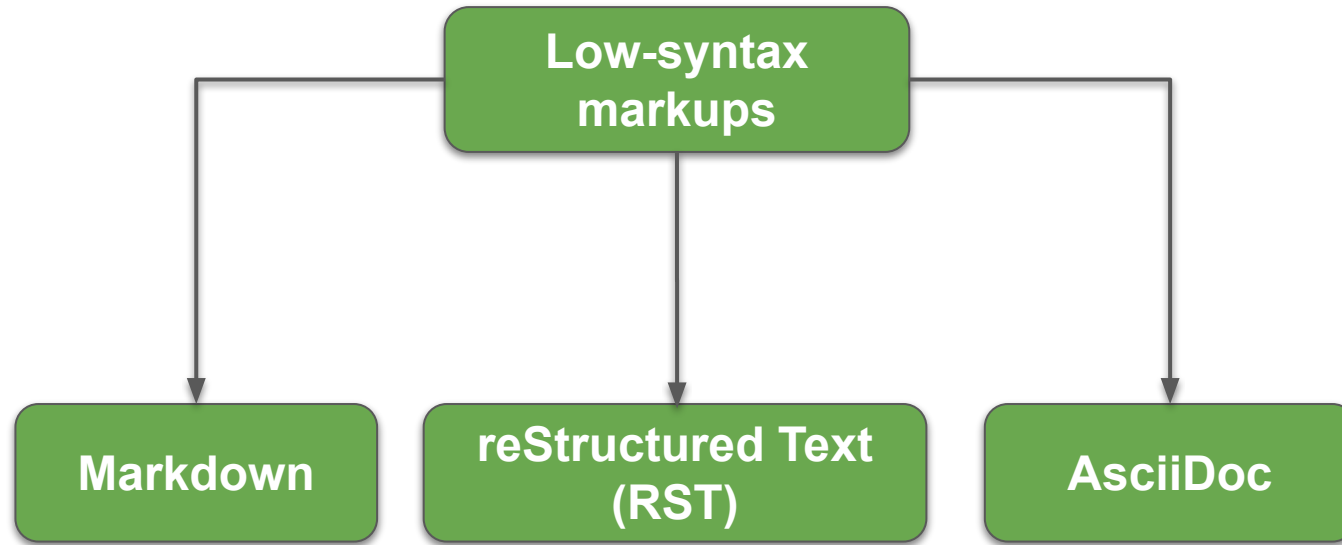 Low-syntax
markups
Markdown
reStructured Text
(RST)
AsciiDoc